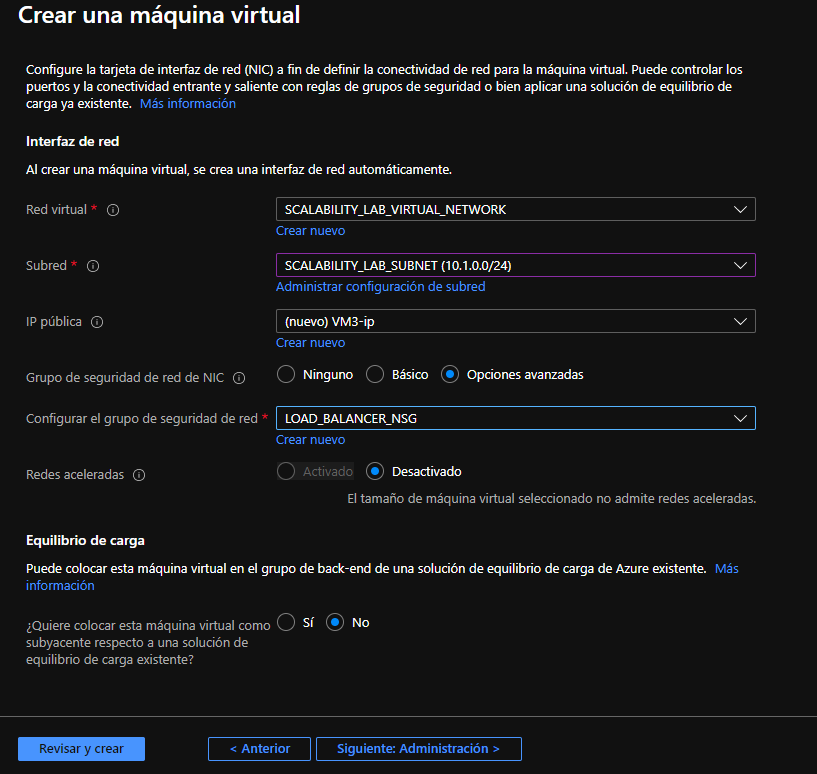 Crear una máquina virtual
Configure la tarjeta de interfaz de red (NIC) a fin de definir la conectividad de red para la máquina virtual. Puede controlar los
puertos y la conectividad entrante y saliente con reglas de grupos de seguridad o bien aplicar una solución de equilibrio de
carga ya existente. Más información
Interfaz de red
Al crear una máquina virtual, se crea una interfaz de red automáticamente.
Red virtual * SCALABILITY_LAB_VIRTUAL_NETWORK
Crear nuevo
Subred * SCALABILITY_LAB_SUBNET (10.1.0.0/24)
Administrar configuración de subred
IP pública (nuevo) VM3-ip
Crear nuevo
Grupo de seguridad de red de NIC Ninguno Básico Opciones avanzadas
Configurar el grupo de seguridad de red * LOAD_BALANCER_NSG
Crear nuevo
Redes aceleradas Activado Desactivado
El tamaño de máquina virtual seleccionado no admite redes aceleradas.
Equilibrio de carga
Puede colocar esta máquina virtual en el grupo de back-end de una solución de equilibrio de carga de Azure existente. Más
información
¿Quiere colocar esta máquina virtual como Sí No
subyacente respecto a una solución de
equilibrio de carga existente?
Revisar y crear < Anterior Siguiente: Administración >